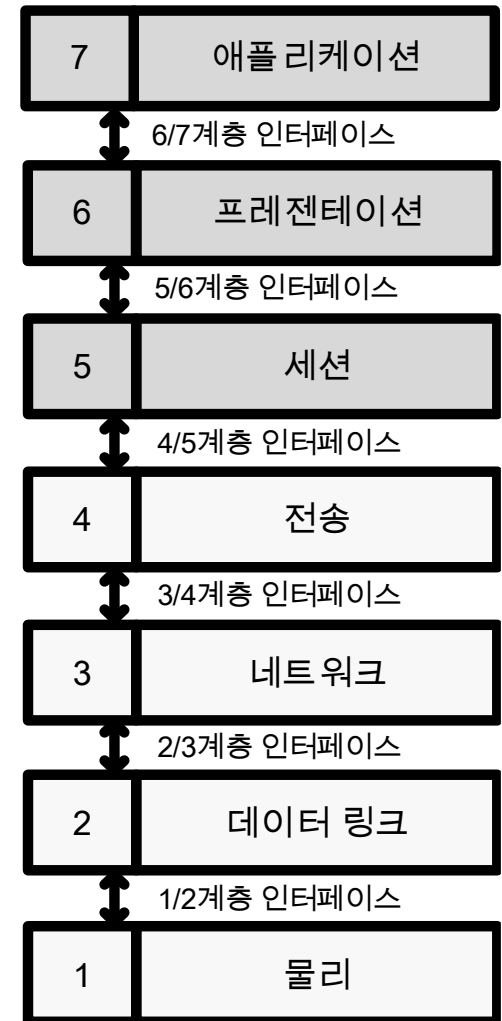 7 애플리케이션
6/7계층 인터페이스
6 프레젠테이션
5/6계층 인터페이스
5 세션
4/5계층 인터페이스
4 전송
3/4계층 인터페이스
3 네트워크
2/3계층 인터페이스
2 데이터 링크
1/2계층 인터페이스
1 물리